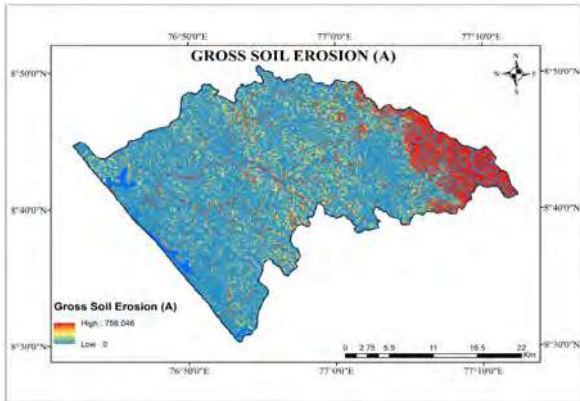 76°50'0"E 77°0'0"E 77°10'0"E
GROSS SOIL EROSION (A)
N
W E
S
8°50'0"N 8°50'0"N
8°40'0"N 8°40'0"N
Gross Soil Erosion (A)
High : 756.046
Low : 0
8°30'0"N 8°30'0"N
0 2.75 5.5 11 16.5 22
Km
76°50'0"E 77°0'0"E 77°10'0"E